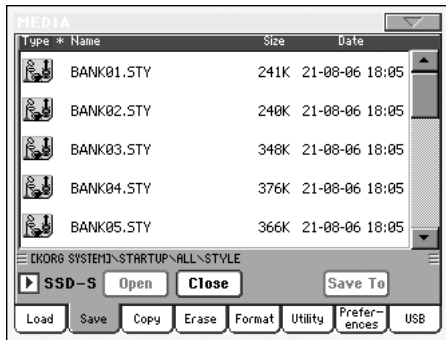 MEDIA
Type * Name Size Date
BANK01.STY 241K 21-08-06 18:05
BANK02.STY 240K 21-08-06 18:05
BANK03.STY 348K 21-08-06 18:05
BANK04.STY 376K 21-08-06 18:05
BANK05.STY 366K 21-08-06 18:05
[KORG SYSTEM]\STARTUP\ALL\STYLE
SSD-S Open Close Save To
Load Save Copy Erase Format Utility Prefer-ences USB